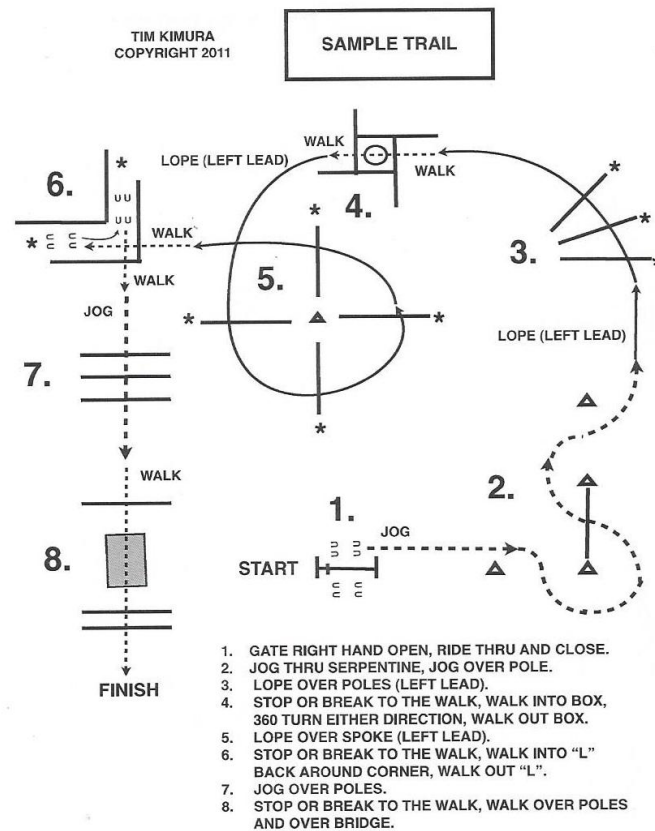 TIM KIMURA
COPYRIGHT 2011
SAMPLE TRAIL
WALK
LOPE (LEFT LEAD)
WALK
4.
6.
WALK
3.
5.
WALK
JOG
LOPE (LEFT LEAD)
7.
WALK
2.
1.
JOG
8.
START
FINISH
1. GATE RIGHT HAND OPEN, RIDE THRU AND CLOSE.
2. JOG THRU SERPENTINE, JOG OVER POLE.
3. LOPE OVER POLES (LEFT LEAD).
4. STOP OR BREAK TO THE WALK, WALK INTO BOX,
360 TURN EITHER DIRECTION, WALK OUT BOX.
5. LOPE OVER SPOKE (LEFT LEAD).
6. STOP OR BREAK TO THE WALK, WALK INTO “L”
BACK AROUND CORNER, WALK OUT “L”.
7. JOG OVER POLES.
8. STOP OR BREAK TO THE WALK, WALK OVER POLES
AND OVER BRIDGE.